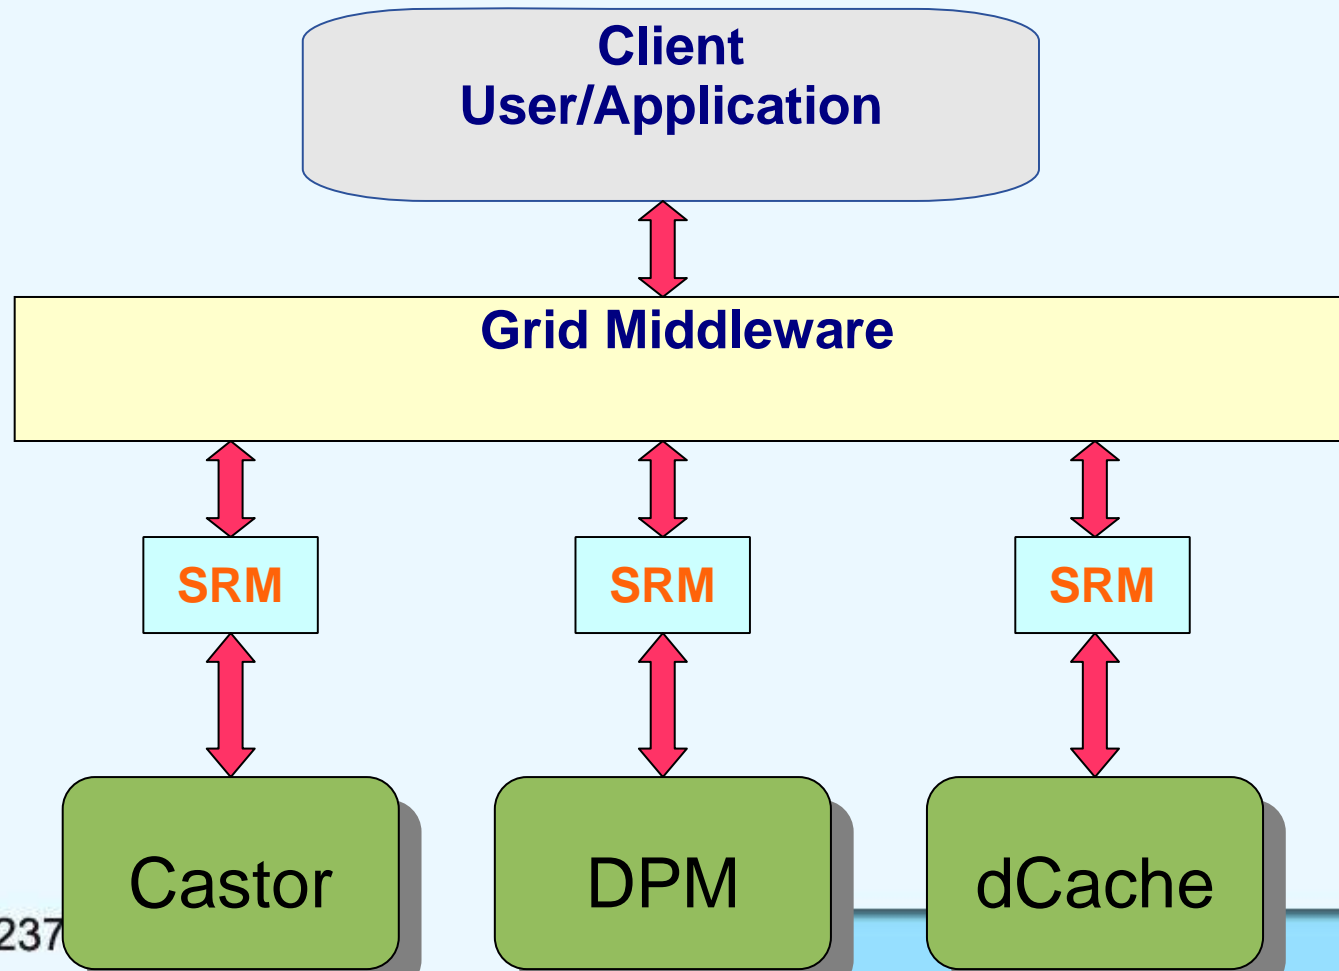 Client
User/Application
Grid Middleware
SRM SRM SRM
Castor DPM dCache
237